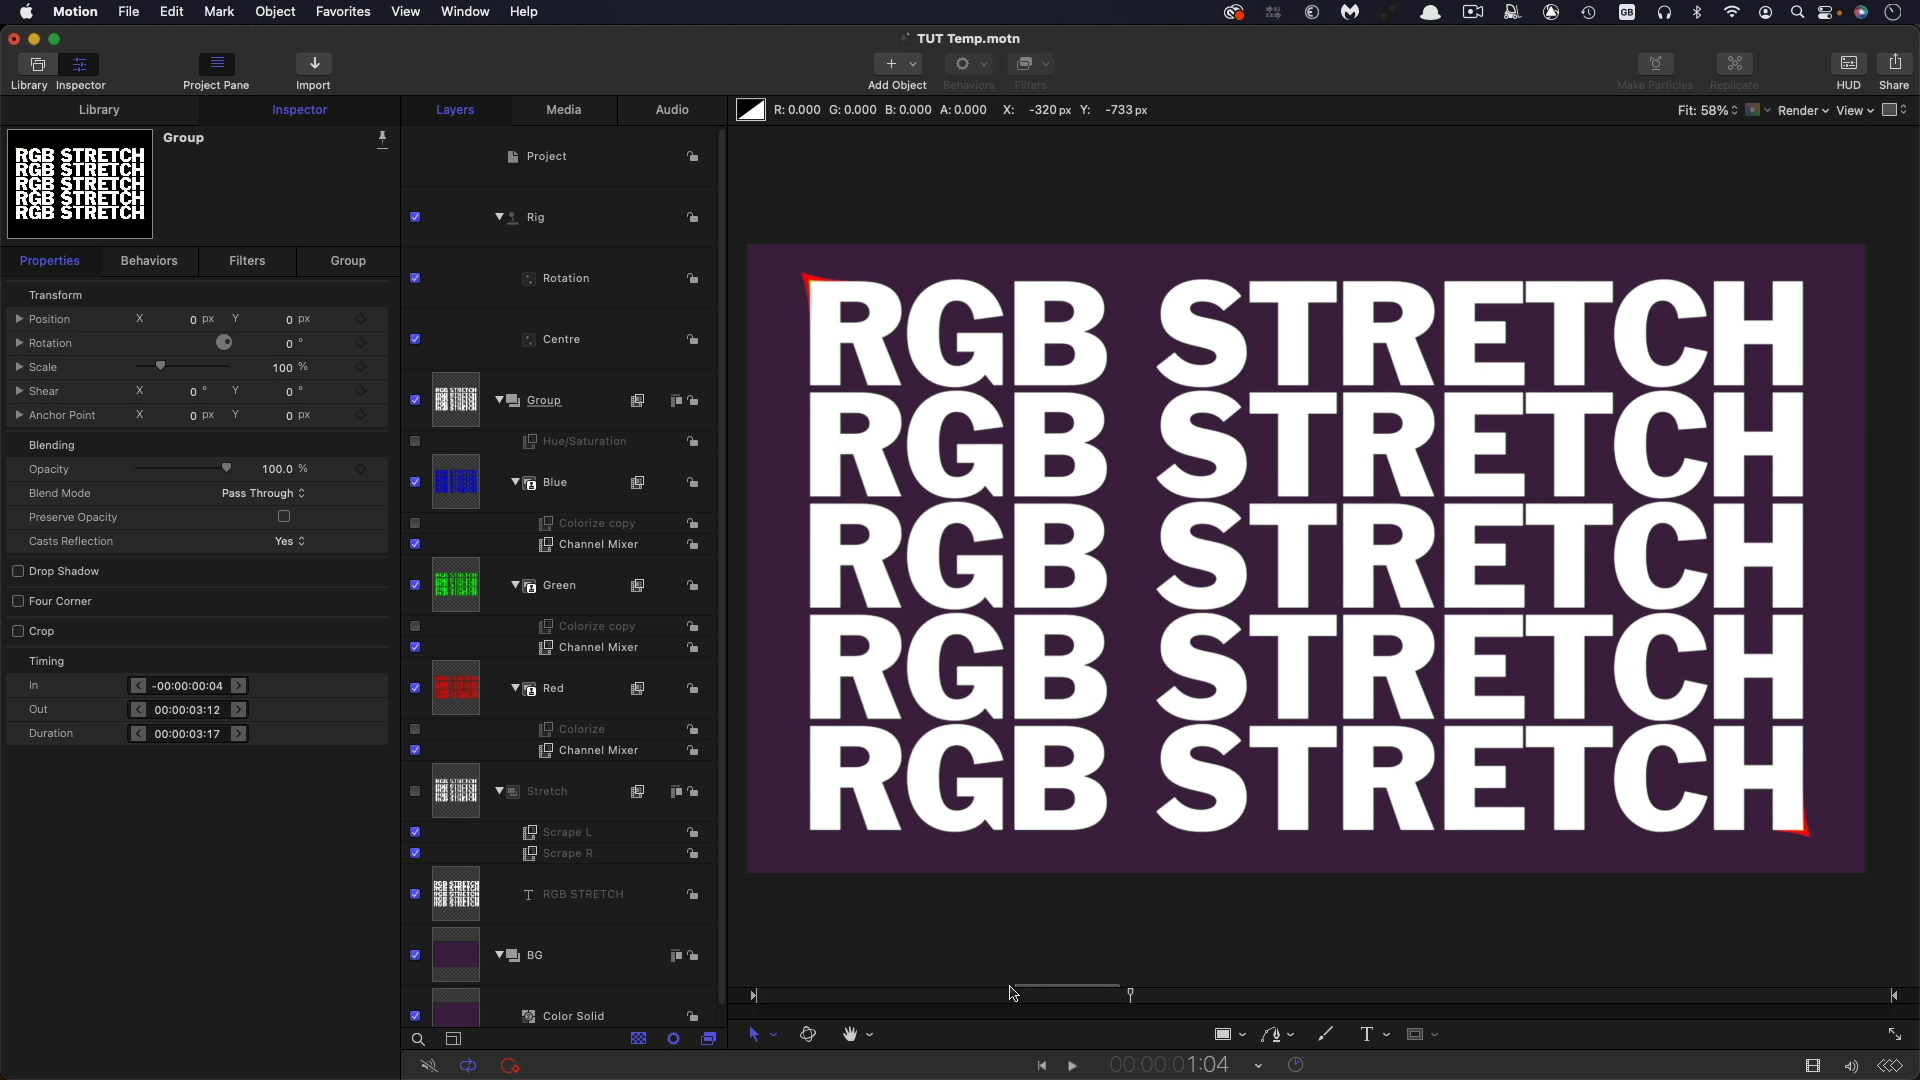 Motion File Edit Mark Object Favorites View Window Help
GB
TUT Temp.motn
Library Inspector Project Pane Import Add Object Behaviors Filters Make Particles Replicate HUD Share
Library Inspector Layers Media Audio R: 0.000 G: 0.000 B: 0.000 A: 0.000 X: -320 px Y: -733 px Fit: 58% Render View
Group
RGB STRETCH
RGB STRETCH
RGB STRETCH
RGB STRETCH
RGB STRETCH
Properties Behaviors Filters Group
Transform
Position X 0 px Y 0 px
Rotation 0 °
Scale 100 %
Shear X 0 ° Y 0 °
Anchor Point X 0 px Y 0 px
Blending
Opacity 100.0 %
Blend Mode Pass Through
Preserve Opacity
Casts Reflection Yes
Drop Shadow
Four Corner
Crop
Timing
In -00:00:00:04
Out 00:00:03:12
Duration 00:00:03:17
Project
Rig
Rotation
Centre
Group
Hue/Saturation
Blue
Colorize copy
Channel Mixer
Green
Colorize copy
Channel Mixer
Red
Colorize
Channel Mixer
Stretch
Scrape L
Scrape R
T RGB STRETCH
BG
Color Solid
RGB STRETCH
RGB STRETCH
RGB STRETCH
RGB STRETCH
RGB STRETCH
T
00:00:01:04